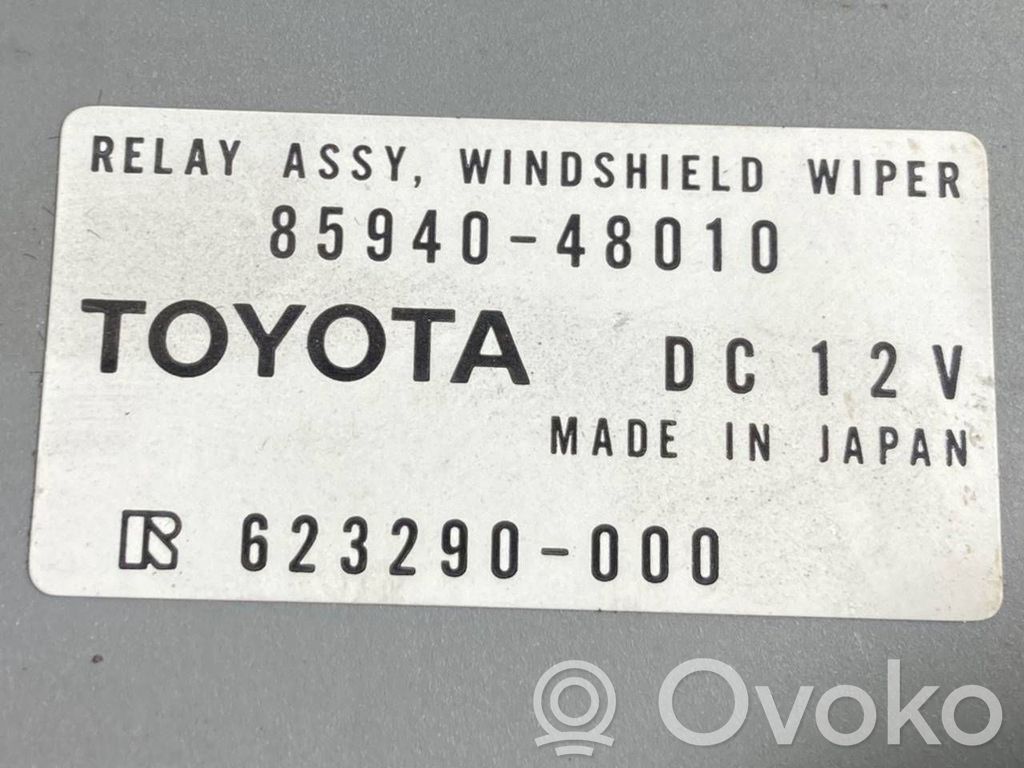 RELAY ASSY, WINDSHIELD WIPER
85940-48010
TOYOTA DC 12V
MADE IN JAPAN
R 623290-000
© Ovoko